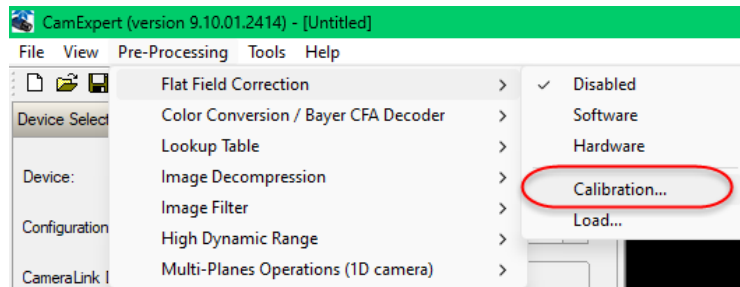 CamExpert (version 9.10.01.2414) - [Untitled]
File View Pre-Processing Tools Help
Flat Field Correction
Disabled
Device Select
Color Conversion / Bayer CFA Decoder
Software
Lookup Table
Hardware
Device:
Image Decompression
Calibration...
Image Filter
Load...
Configuration
High Dynamic Range
CameraLink
Multi-Planes Operations (1D camera)